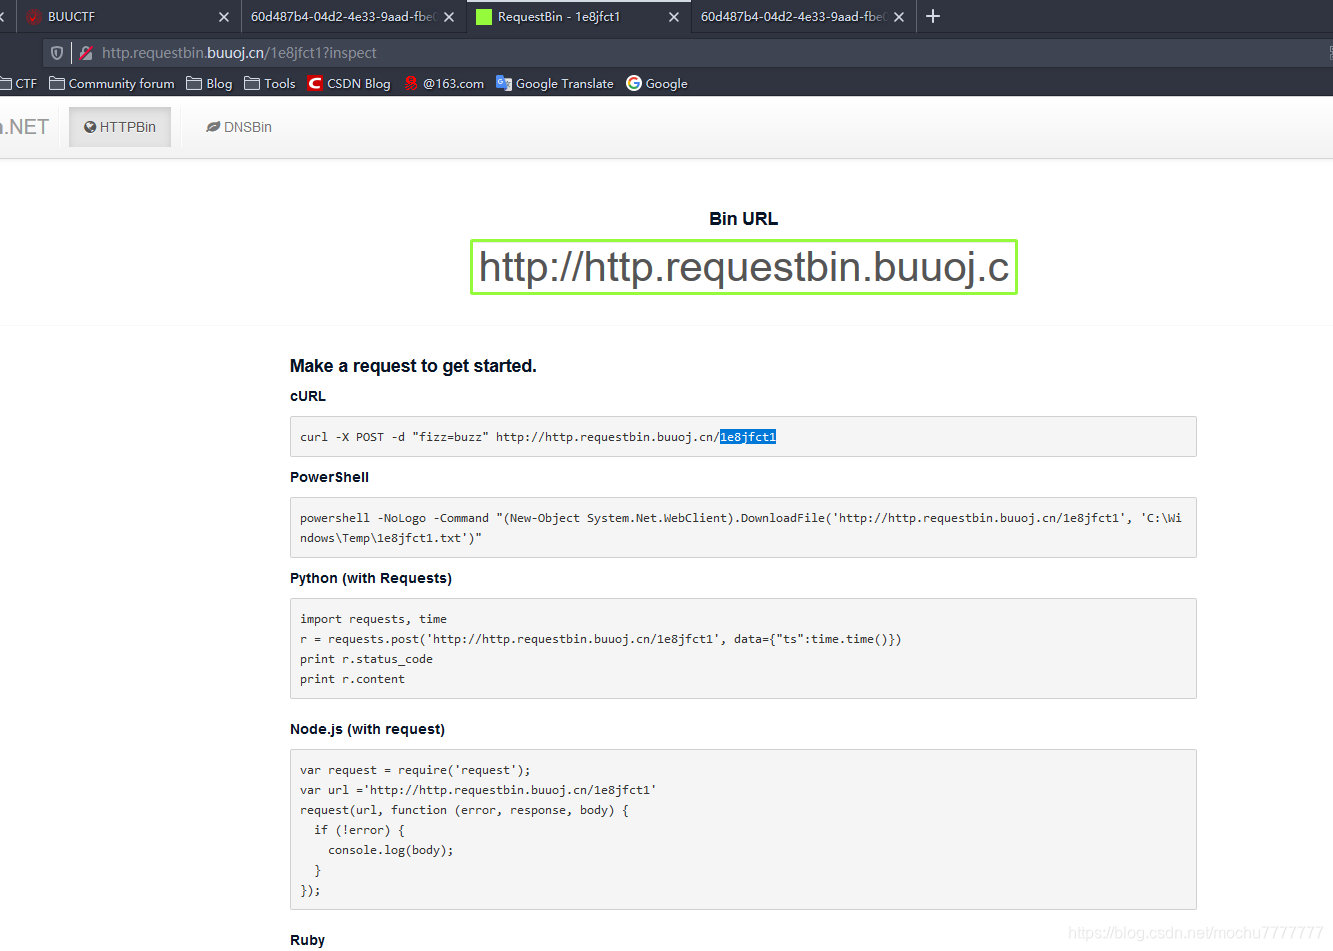 BUUCTF
60d487b4-04d2-4e33-9aad-fbe0
RequestBin - 1e8jfct1
60d487b4-04d2-4e33-9aad-fbe0
http.requestbin.buuoj.cn/1e8jfct1?inspect
CTF
Community forum
Blog
Tools
CSDN Blog
@163.com
Google Translate
Google
.NET
HTTPBin
DNSBin
Bin URL
http://http.requestbin.buuoj.c
Make a request to get started.
cURL
curl -X POST -d "fizz=buzz" http://http.requestbin.buuoj.cn/1e8jfct1
PowerShell
powershell -NoLogo -Command "(New-Object System.Net.WebClient).DownloadFile('http://http.requestbin.buuoj.cn/1e8jfct1', 'C:\Wi
ndows\Temp\1e8jfct1.txt')"
Python (with Requests)
import requests, time
r = requests.post('http://http.requestbin.buuoj.cn/1e8jfct1', data={"ts":time.time()})
print r.status_code
print r.content
Node.js (with request)
var request = require('request');
var url ='http://http.requestbin.buuoj.cn/1e8jfct1'
request(url, function (error, response, body) {
  if (!error) {
    console.log(body);
  }
});
Ruby
https://blog.csdn.net/mochu7777777